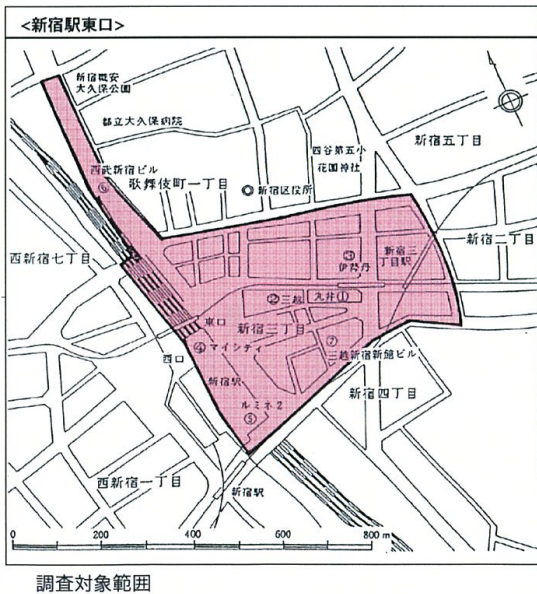 <新宿駅東口>
新宿職安
大久保公園
都立大久保病院
新宿五丁目
四谷第五小
花園神社
西武新宿ビル
⑥
歌舞伎町一丁目
新宿区役所
新宿二丁目
西新宿七丁目
③
伊勢丹
新宿三
丁目駅
②三越
丸井①
東口
新宿三丁目
④マイシティ
⑦
三越新宿新館ビル
西口
新宿駅
新宿四丁目
ルミネ2
⑤
西新宿一丁目
新宿駅
0 200 400 600 800 m
調査対象範囲